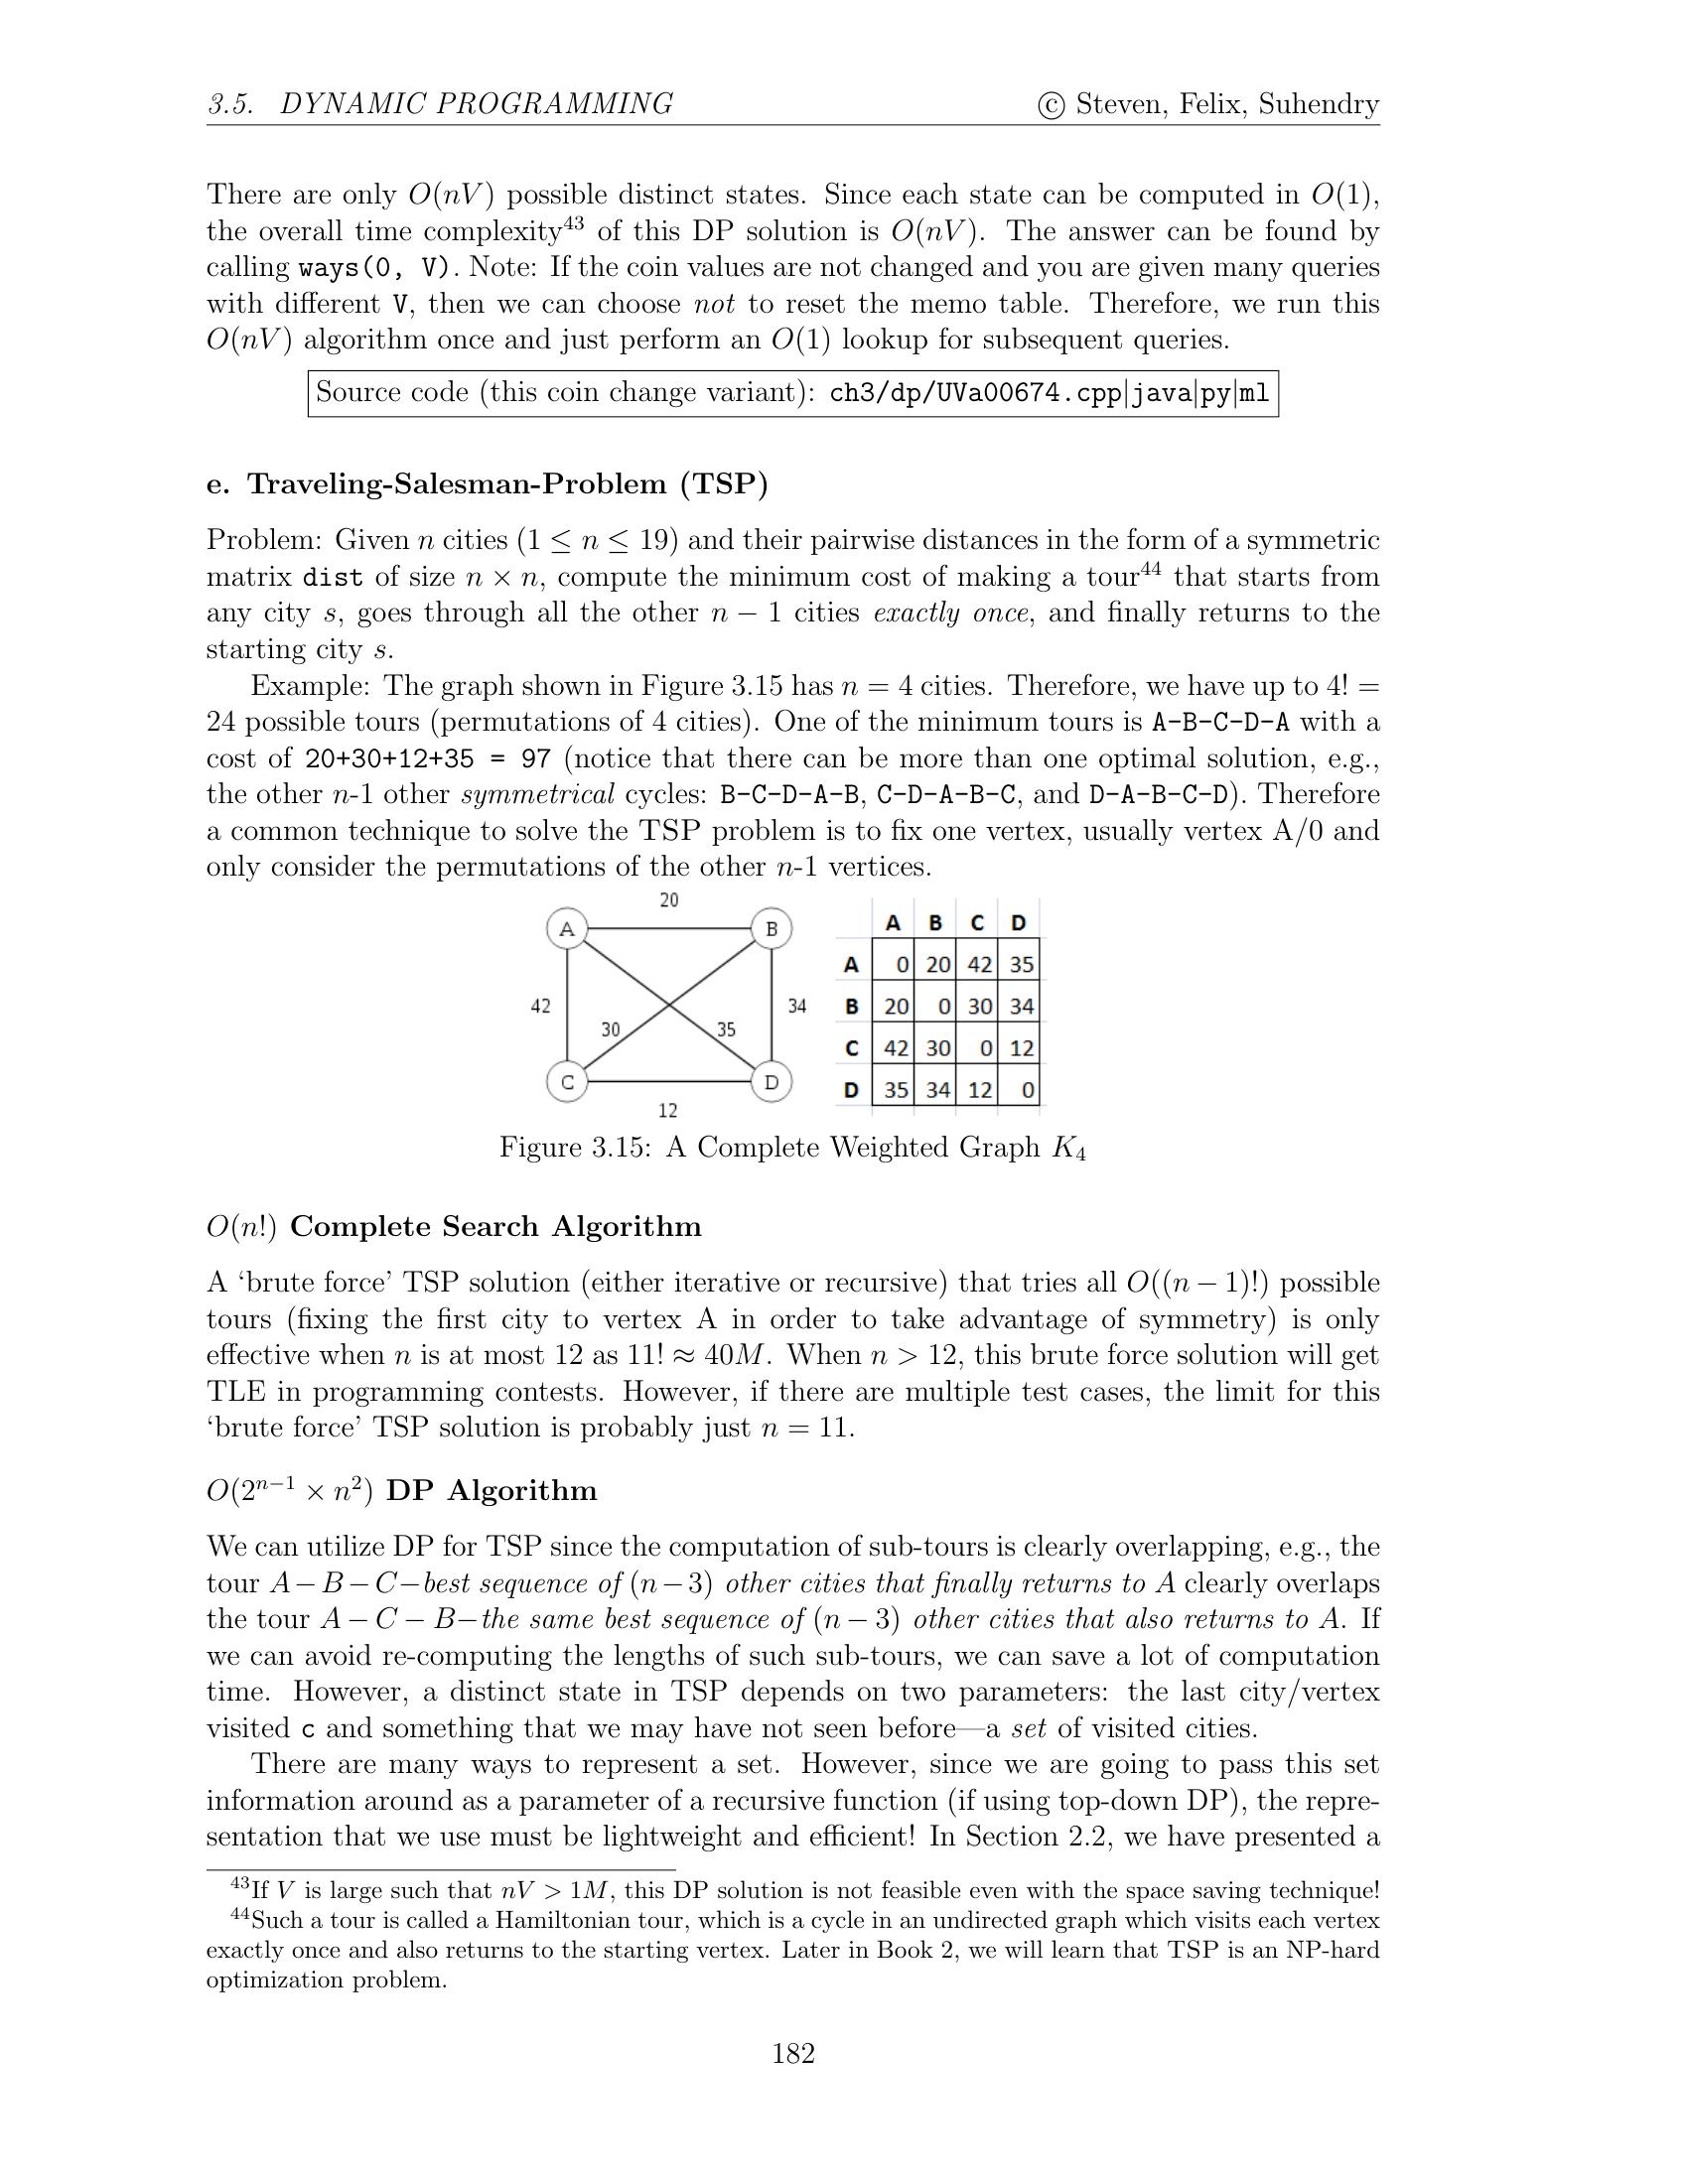 3.5. DYNAMIC PROGRAMMING © Steven, Felix, Suhendry
There are only O(nV) possible distinct states. Since each state can be computed in O(1),
the overall time complexity⁴³ of this DP solution is O(nV). The answer can be found by
calling ways(0, V). Note: If the coin values are not changed and you are given many queries
with different V, then we can choose not to reset the memo table. Therefore, we run this
O(nV) algorithm once and just perform an O(1) lookup for subsequent queries.
Source code (this coin change variant): ch3/dp/UVa00674.cpp|java|py|ml
e. Traveling-Salesman-Problem (TSP)
Problem: Given n cities (1 ≤ n ≤ 19) and their pairwise distances in the form of a symmetric
matrix dist of size n × n, compute the minimum cost of making a tour⁴⁴ that starts from
any city s, goes through all the other n − 1 cities exactly once, and finally returns to the
starting city s.
Example: The graph shown in Figure 3.15 has n = 4 cities. Therefore, we have up to 4! =
24 possible tours (permutations of 4 cities). One of the minimum tours is A-B-C-D-A with a
cost of 20+30+12+35 = 97 (notice that there can be more than one optimal solution, e.g.,
the other n-1 other symmetrical cycles: B-C-D-A-B, C-D-A-B-C, and D-A-B-C-D). Therefore
a common technique to solve the TSP problem is to fix one vertex, usually vertex A/0 and
only consider the permutations of the other n-1 vertices.
20
A B
42 34
30 35
C D
12
A B C D
A 0 20 42 35
B 20 0 30 34
C 42 30 0 12
D 35 34 12 0
Figure 3.15: A Complete Weighted Graph K₄
O(n!) Complete Search Algorithm
A ‘brute force’ TSP solution (either iterative or recursive) that tries all O((n − 1)!) possible
tours (fixing the first city to vertex A in order to take advantage of symmetry) is only
effective when n is at most 12 as 11! ≈ 40M. When n > 12, this brute force solution will get
TLE in programming contests. However, if there are multiple test cases, the limit for this
‘brute force’ TSP solution is probably just n = 11.
O(2ⁿ⁻¹ × n²) DP Algorithm
We can utilize DP for TSP since the computation of sub-tours is clearly overlapping, e.g., the
tour A − B − C−best sequence of (n − 3) other cities that finally returns to A clearly overlaps
the tour A − C − B−the same best sequence of (n − 3) other cities that also returns to A. If
we can avoid re-computing the lengths of such sub-tours, we can save a lot of computation
time. However, a distinct state in TSP depends on two parameters: the last city/vertex
visited c and something that we may have not seen before—a set of visited cities.
There are many ways to represent a set. However, since we are going to pass this set
information around as a parameter of a recursive function (if using top-down DP), the repre-
sentation that we use must be lightweight and efficient! In Section 2.2, we have presented a
⁴³If V is large such that nV > 1M, this DP solution is not feasible even with the space saving technique!
⁴⁴Such a tour is called a Hamiltonian tour, which is a cycle in an undirected graph which visits each vertex
exactly once and also returns to the starting vertex. Later in Book 2, we will learn that TSP is an NP-hard
optimization problem.
182